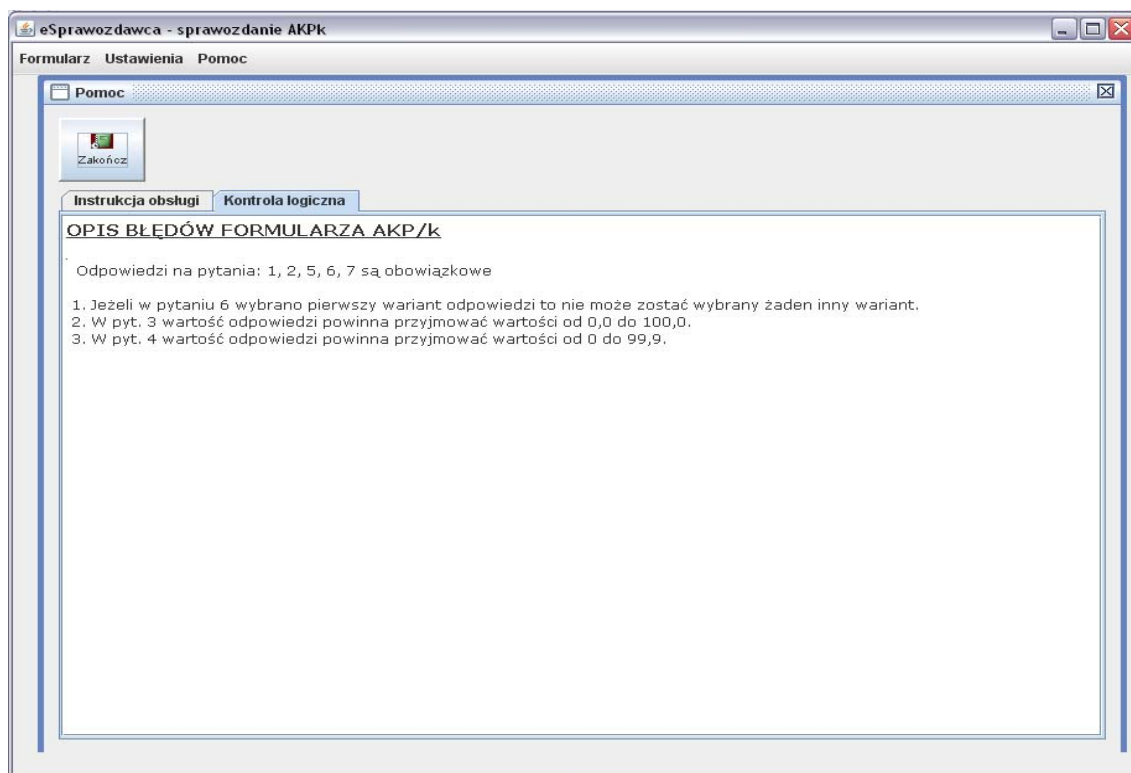 eSprawozdawca - sprawozdanie AKPk
Formularz Ustawienia Pomoc
Pomoc
Zakończ
Instrukcja obsługi Kontrola logiczna
OPIS BŁĘDÓW FORMULARZA AKP/k
.
Odpowiedzi na pytania: 1, 2, 5, 6, 7 są obowiązkowe
1. Jeżeli w pytaniu 6 wybrano pierwszy wariant odpowiedzi to nie może zostać wybrany żaden inny wariant.
2. W pyt. 3 wartość odpowiedzi powinna przyjmować wartości od 0,0 do 100,0.
3. W pyt. 4 wartość odpowiedzi powinna przyjmować wartości od 0 do 99,9.